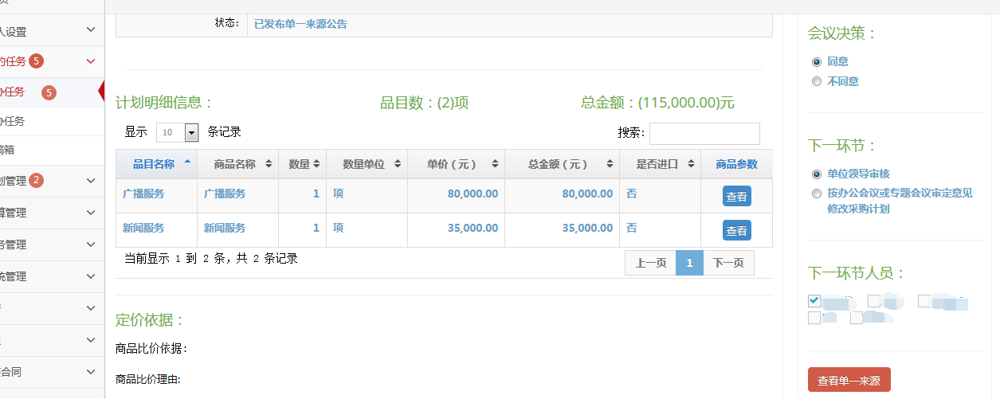 人设置
的任务 5
办任务 5
办任务
稿箱
划管理 2
算管理
务管理
统管理
合同
状态： 已发布单一来源公告
计划明细信息： 品目数：(2)项 总金额：(115,000.00)元
显示 10 条记录 搜索：
品目名称 商品名称 数量 数量单位 单价（元） 总金额（元） 是否进口 商品参数
广播服务 广播服务 1 项 80,000.00 80,000.00 否 查看
新闻服务 新闻服务 1 项 35,000.00 35,000.00 否 查看
当前显示 1 到 2 条，共 2 条记录 上一页 1 下一页
定价依据：
商品比价依据：
商品比价理由:
会议决策：
同意
不同意
下一环节：
单位领导审核
按办公会议或专题会议审定意见
修改采购计划
下一环节人员：
查看单一来源